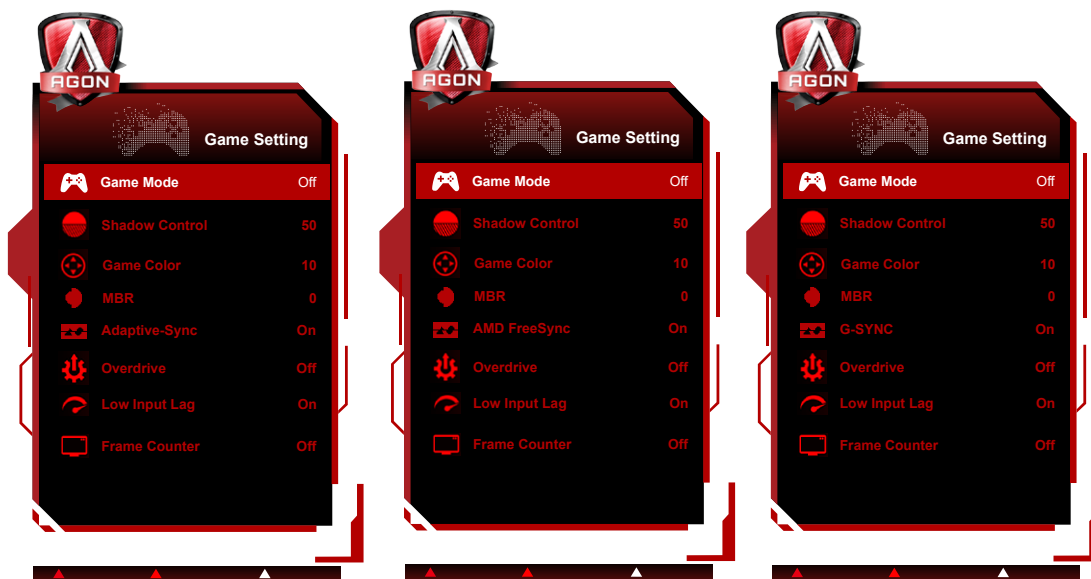 AGON
Game Setting
Game Mode Off
Shadow Control 50
Game Color 10
MBR 0
Adaptive-Sync On
Overdrive Off
Low Input Lag On
Frame Counter Off
AGON
Game Setting
Game Mode Off
Shadow Control 50
Game Color 10
MBR 0
AMD FreeSync On
Overdrive Off
Low Input Lag On
Frame Counter Off
AGON
Game Setting
Game Mode Off
Shadow Control 50
Game Color 10
MBR 0
G-SYNC On
Overdrive Off
Low Input Lag On
Frame Counter Off